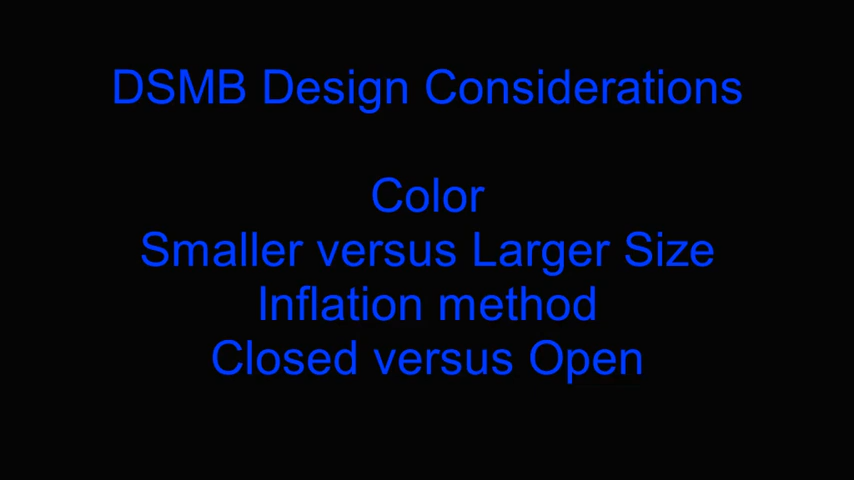 DSMB Design Considerations
Color
Smaller versus Larger Size
Inflation method
Closed versus Open